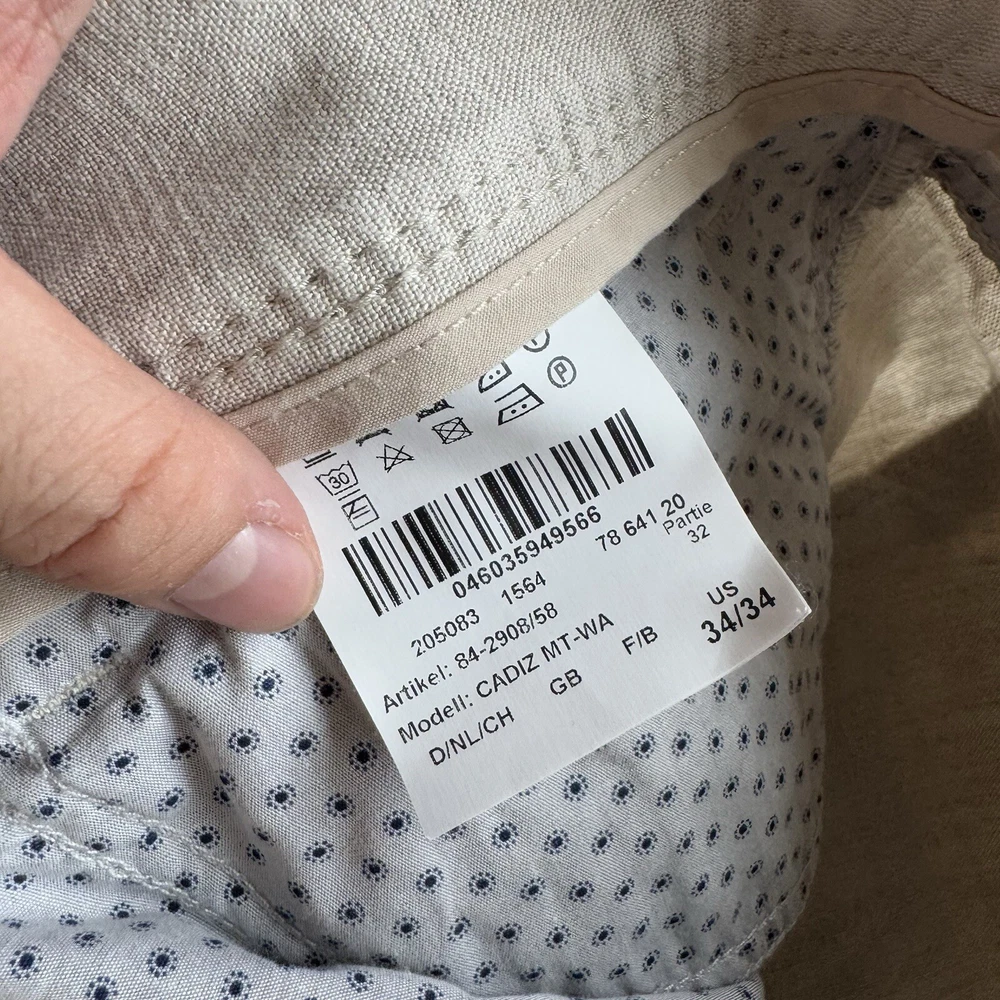 P
30
046035949566
205083 1564 78 641 20
Artikel: 84-2908/58 Partie
Modell: CADIZ MT-WA 32
D/NL/CH GB F/B US
34/34